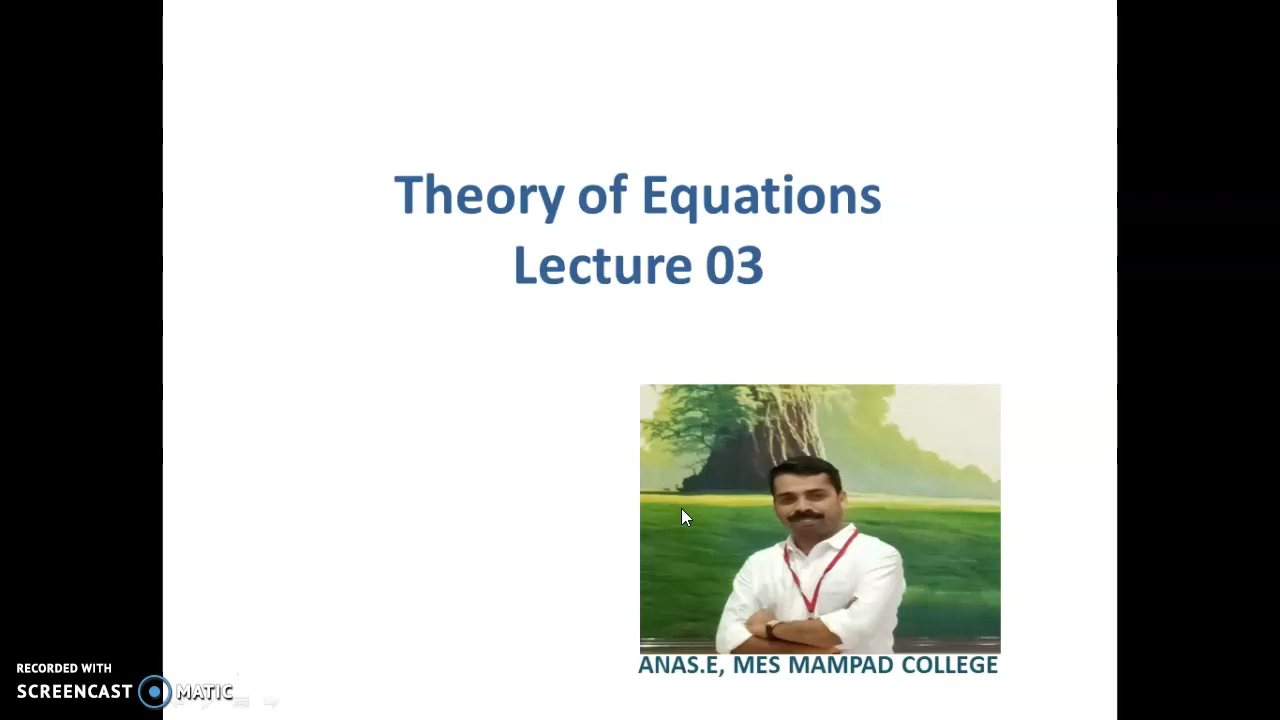 Theory of Equations
Lecture 03
ANAS.E, MES MAMPAD COLLEGE
RECORDED WITH
SCREENCAST MATIC